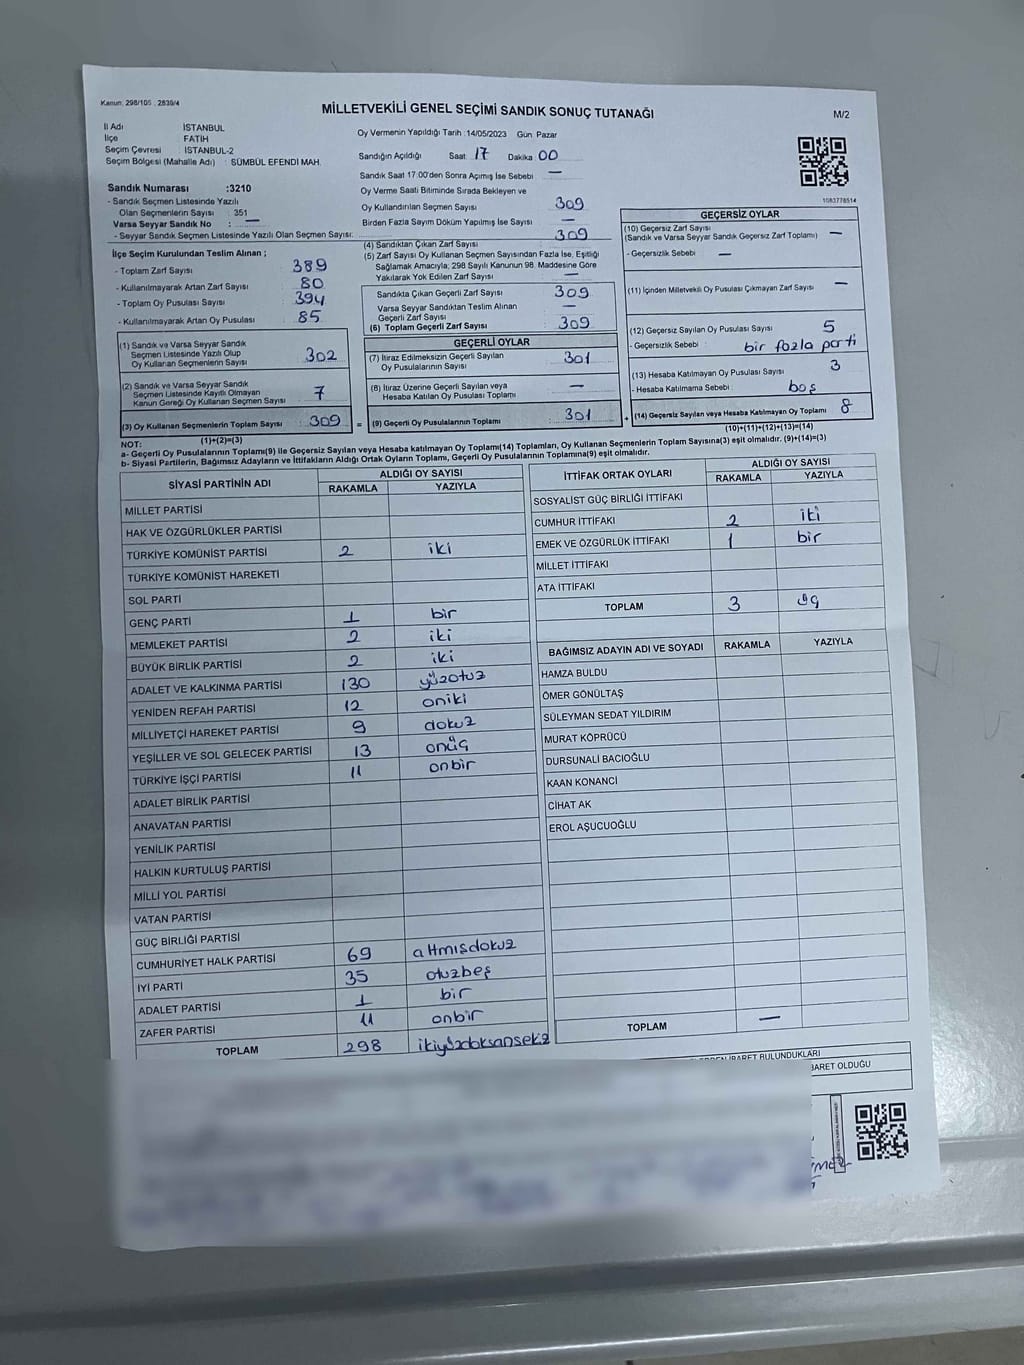 Kanun; 298/105 , 2839/4
MİLLETVEKİLİ GENEL SEÇİMİ SANDIK SONUÇ TUTANAĞI
M/2
İl Adı İSTANBUL
İlçe FATİH
Seçim Çevresi İSTANBUL-2
Seçim Bölgesi (Mahalle Adı) : SÜMBÜL EFENDİ MAH.
Oy Vermenin Yapıldığı Tarih :14/05/2023 Gün Pazar
Sandığın Açıldığı Saat 17 Dakika 00
Sandık Saat 17:00'den Sonra Açımış İse Sebebi —
Sandık Numarası :3210
- Sandık Seçmen Listesinde Yazılı
Olan Seçmenlerin Sayısı : 351
Varsa Seyyar Sandık No : —
- Seyyar Sandık Seçmen Listesinde Yazılı Olan Seçmen Sayısı:
Oy Verme Saati Bitiminde Sırada Bekleyen ve
Oy Kullandırılan Seçmen Sayısı 309
Birden Fazla Sayım Döküm Yapılmış İse Sayısı —
1083778514
İlçe Seçim Kurulundan Teslim Alınan ;
- Toplam Zarf Sayısı 389
- Kullanılmayarak Artan Zarf Sayısı 80
- Toplam Oy Pusulası Sayısı 394
- Kullanılmayarak Artan Oy Pusulası 85
(4) Sandıktan Çıkan Zarf Sayısı 309
(5) Zarf Sayısı Oy Kullanan Seçmen Sayısından Fazla İse, Eşitliği
Sağlamak Amacıyla, 298 Sayılı Kanunun 98. Maddesine Göre
Yakılarak Yok Edilen Zarf Sayısı —
Sandıkta Çıkan Geçerli Zarf Sayısı 309
Varsa Seyyar Sandıktan Teslim Alınan
Geçerli Zarf Sayısı —
(6) Toplam Geçerli Zarf Sayısı 309
GEÇERSİZ OYLAR
(10) Geçersiz Zarf Sayısı
(Sandık ve Varsa Seyyar Sandık Geçersiz Zarf Toplamı) —
- Geçersizlik Sebebi : —
(11) İçinden Milletvekili Oy Pusulası Çıkmayan Zarf Sayısı : —
(12) Geçersiz Sayılan Oy Pusulası Sayısı : 5
- Geçersizlik Sebebi : bir fazla parti
(13) Hesaba Katılmayan Oy Pusulası Sayısı : 3
- Hesaba Katılmama Sebebi : boş
(14) Geçersiz Sayılan veya Hesaba Katılmayan Oy Toplamı 8
(10)+(11)+(12)+(13)=(14)
(1) Sandık ve Varsa Seyyar Sandık
Seçmen Listesinde Yazılı Olup
Oy Kullanan Seçmenlerin Sayısı 302
(2) Sandık ve Varsa Seyyar Sandık
Seçmen Listesinde Kayıtlı Olmayan
Kanun Gereği Oy Kullanan Seçmen Sayısı 7
(3) Oy Kullanan Seçmenlerin Toplam Sayısı 309 =
(1)+(2)=(3)
GEÇERLİ OYLAR
(7) İtiraz Edilmeksizin Geçerli Sayılan
Oy Pusulalarının Sayısı 301
(8) İtiraz Üzerine Geçerli Sayılan veya
Hesaba Katılan Oy Pusulası Toplamı —
(9) Geçerli Oy Pusulalarının Toplamı 301 +
NOT:
a- Geçerli Oy Pusulalarının Toplamı(9) ile Geçersiz Sayılan veya Hesaba katılmayan Oy Toplamı(14) Toplamları, Oy Kullanan Seçmenlerin Toplam Sayısına(3) eşit olmalıdır. (9)+(14)=(3)
b- Siyasi Partilerin, Bağımsız Adayların ve İttifakların Aldığı Ortak Oyların Toplamı, Geçerli Oy Pusulalarının Toplamına(9) eşit olmalıdır.
SİYASİ PARTİNİN ADI ALDIĞI OY SAYISI
RAKAMLA YAZIYLA
MİLLET PARTİSİ
HAK VE ÖZGÜRLÜKLER PARTİSİ
TÜRKİYE KOMÜNİST PARTİSİ 2 iki
TÜRKİYE KOMÜNİST HAREKETİ
SOL PARTİ
GENÇ PARTİ 1 bir
MEMLEKET PARTİSİ 2 iki
BÜYÜK BİRLİK PARTİSİ 2 iki
ADALET VE KALKINMA PARTİSİ 130 yüzotuz
YENİDEN REFAH PARTİSİ 12 oniki
MİLLİYETÇİ HAREKET PARTİSİ 9 dokuz
YEŞİLLER VE SOL GELECEK PARTİSİ 13 onüç
TÜRKİYE İŞÇİ PARTİSİ 11 onbir
ADALET BİRLİK PARTİSİ
ANAVATAN PARTİSİ
YENİLİK PARTİSİ
HALKIN KURTULUŞ PARTİSİ
MİLLİ YOL PARTİSİ
VATAN PARTİSİ
GÜÇ BİRLİĞİ PARTİSİ
CUMHURİYET HALK PARTİSİ 69 altmışdokuz
İYİ PARTİ 35 otuzbeş
ADALET PARTİSİ 1 bir
ZAFER PARTİSİ 11 onbir
TOPLAM 298 ikiyüzdoksansekiz
İTTİFAK ORTAK OYLARI ALDIĞI OY SAYISI
RAKAMLA YAZIYLA
SOSYALİST GÜÇ BİRLİĞİ İTTİFAKI
CUMHUR İTTİFAKI 2 iki
EMEK VE ÖZGÜRLÜK İTTİFAKI 1 bir
MİLLET İTTİFAKI
ATA İTTİFAKI
TOPLAM 3 üç
BAĞIMSIZ ADAYIN ADI VE SOYADI RAKAMLA YAZIYLA
HAMZA BULDU
ÖMER GÖNÜLTAŞ
SÜLEYMAN SEDAT YILDIRIM
MURAT KÖPRÜCÜ
DURSUNALİ BACIOĞLU
KAAN KONANCİ
CİHAT AK
EROL AŞUCUOĞLU
TOPLAM —
İBARET BULUNDUKLARI
BARET OLDUĞU